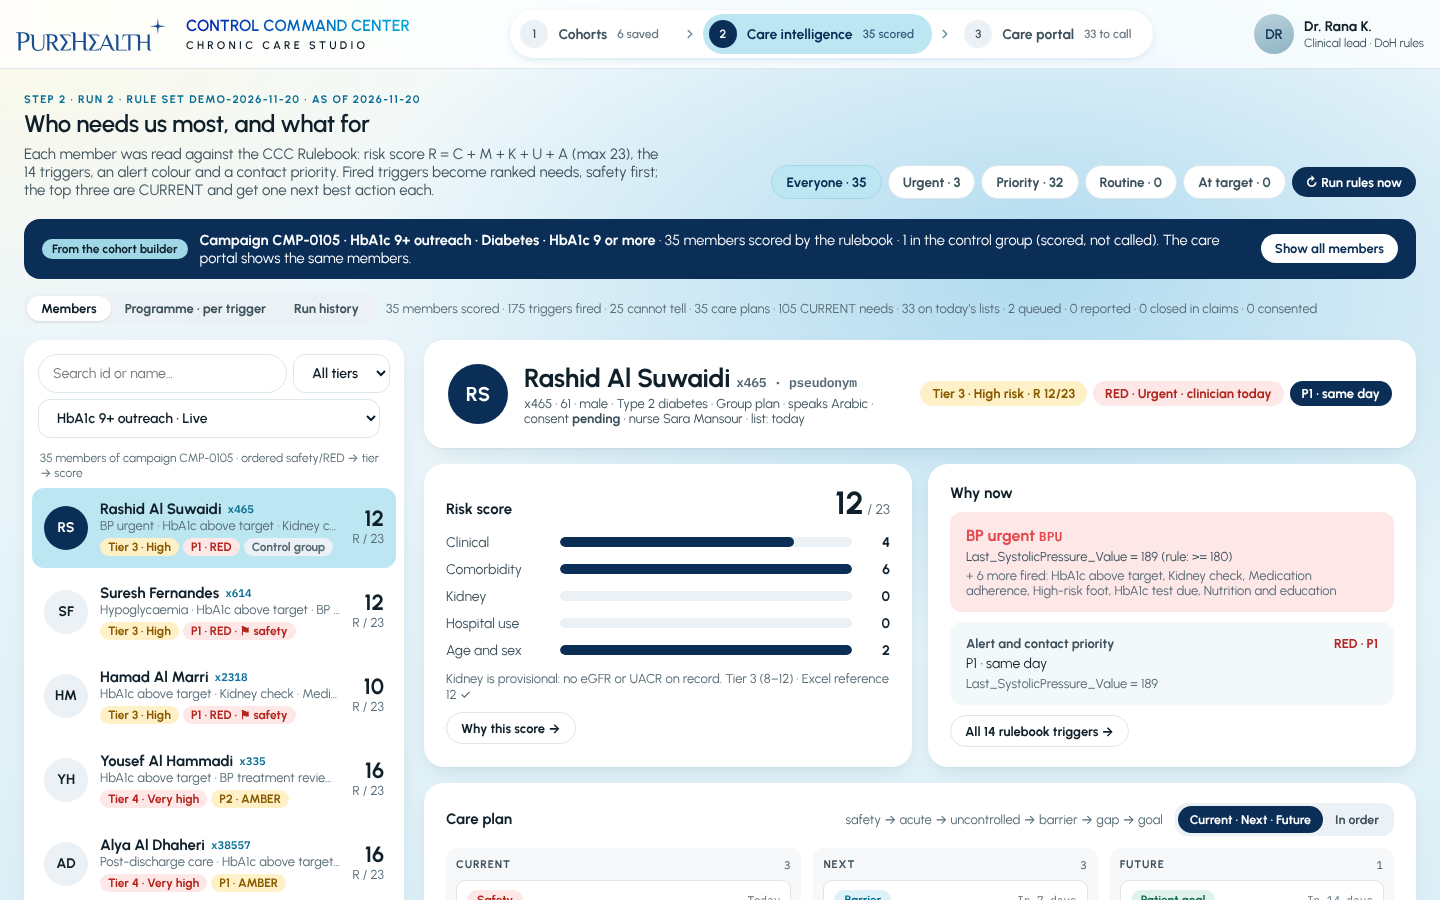 PUREHEALTH
CONTROL COMMAND CENTER
CHRONIC CARE STUDIO
1 Cohorts 6 saved › 2 Care intelligence 35 scored › 3 Care portal 33 to call
DR
Dr. Rana K.
Clinical lead · DoH rules
STEP 2 · RUN 2 · RULE SET DEMO-2026-11-20 · AS OF 2026-11-20
Who needs us most, and what for
Each member was read against the CCC Rulebook: risk score R = C + M + K + U + A (max 23), the
14 triggers, an alert colour and a contact priority. Fired triggers become ranked needs, safety first;
the top three are CURRENT and get one next best action each.
Everyone · 35 Urgent · 3 Priority · 32 Routine · 0 At target · 0 ↻ Run rules now
From the cohort builder
Campaign CMP-0105 · HbA1c 9+ outreach · Diabetes · HbA1c 9 or more · 35 members scored by the rulebook · 1 in the control group (scored, not called). The care
portal shows the same members.
Show all members
Members Programme · per trigger Run history
35 members scored · 175 triggers fired · 25 cannot tell · 35 care plans · 105 CURRENT needs · 33 on today's lists · 2 queued · 0 reported · 0 closed in claims · 0 consented
Search id or name...
All tiers
HbA1c 9+ outreach · Live
35 members of campaign CMP-0105 · ordered safety/RED → tier
→ score
RS
Rashid Al Suwaidi x465
BP urgent · HbA1c above target · Kidney c...
Tier 3 · High P1 · RED Control group
12
R / 23
SF
Suresh Fernandes x614
Hypoglycaemia · HbA1c above target · BP ...
Tier 3 · High P1 · RED · ⚑ safety
12
R / 23
HM
Hamad Al Marri x2318
HbA1c above target · Kidney check · Medi...
Tier 3 · High P1 · RED · ⚑ safety
10
R / 23
YH
Yousef Al Hammadi x335
HbA1c above target · BP treatment revie...
Tier 4 · Very high P2 · AMBER
16
R / 23
AD
Alya Al Dhaheri x38557
Post-discharge care · HbA1c above target...
Tier 4 · Very high P1 · AMBER
16
R / 23
RS
Rashid Al Suwaidi x465 · pseudonym
x465 · 61 · male · Type 2 diabetes · Group plan · speaks Arabic ·
consent pending · nurse Sara Mansour · list: today
Tier 3 · High risk · R 12/23 RED · Urgent · clinician today P1 · same day
Risk score
12 / 23
Clinical 4
Comorbidity 6
Kidney 0
Hospital use 0
Age and sex 2
Kidney is provisional: no eGFR or UACR on record. Tier 3 (8–12) · Excel reference
12 ✓
Why this score →
Why now
BP urgent BPU
Last_SystolicPressure_Value = 189 (rule: >= 180)
+ 6 more fired: HbA1c above target, Kidney check, Medication
adherence, High-risk foot, HbA1c test due, Nutrition and education
Alert and contact priority RED · P1
P1 · same day
Last_SystolicPressure_Value = 189
All 14 rulebook triggers →
Care plan
safety → acute → uncontrolled → barrier → gap → goal
Current · Next · Future In order
CURRENT 3
Safety Today
NEXT 3
Barrier In 7 days
FUTURE 1
Patient goal In 14 days